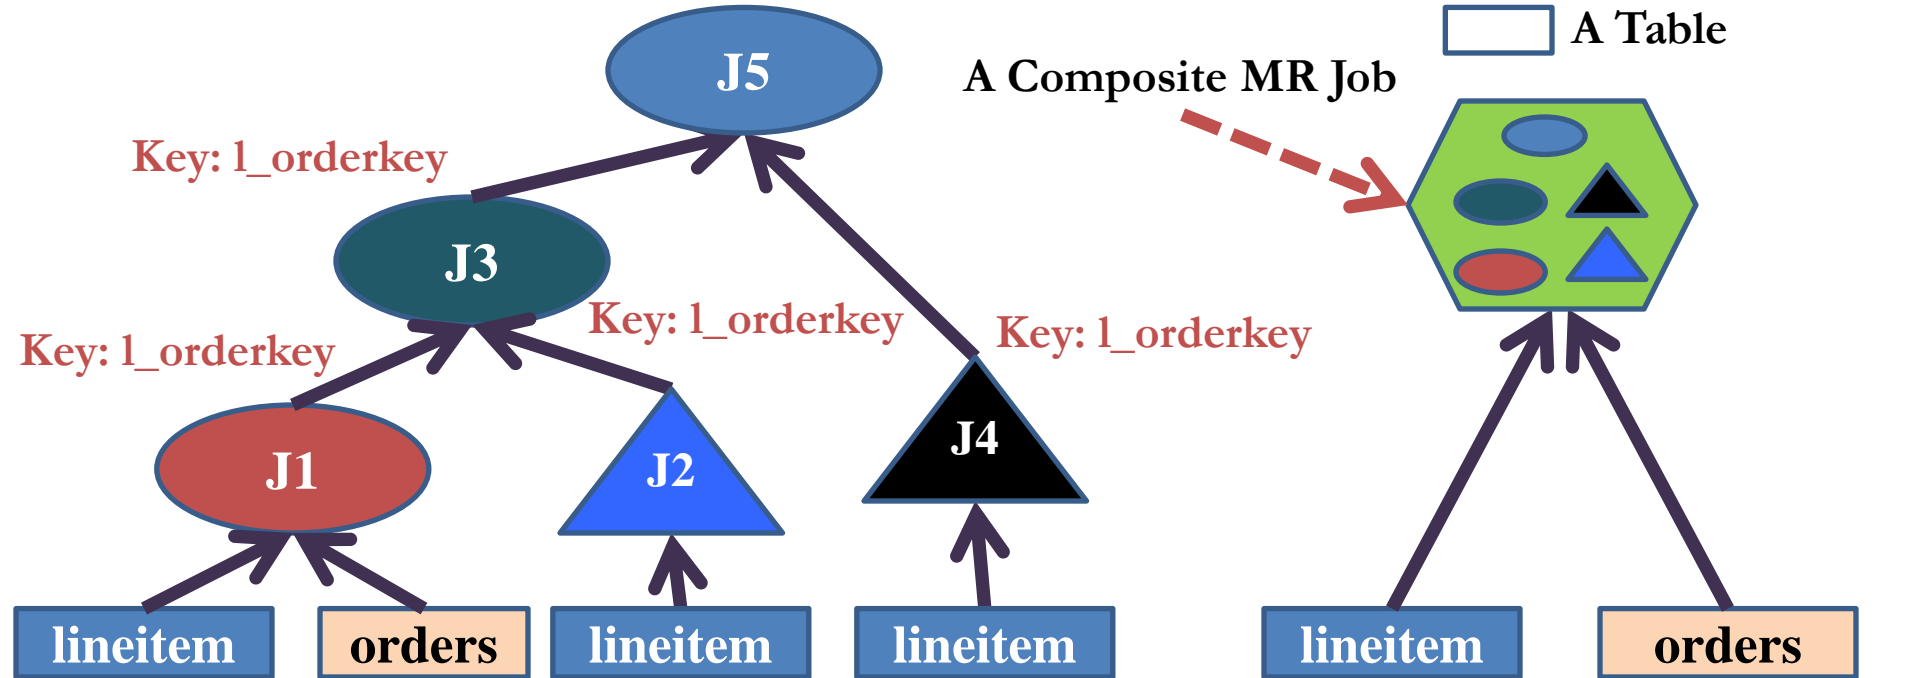 A Table
J5
A Composite MR Job
Key: l_orderkey
J3
Key: l_orderkey
Key: l_orderkey
Key: l_orderkey
J1
J2
J4
lineitem
orders
lineitem
lineitem
lineitem
orders